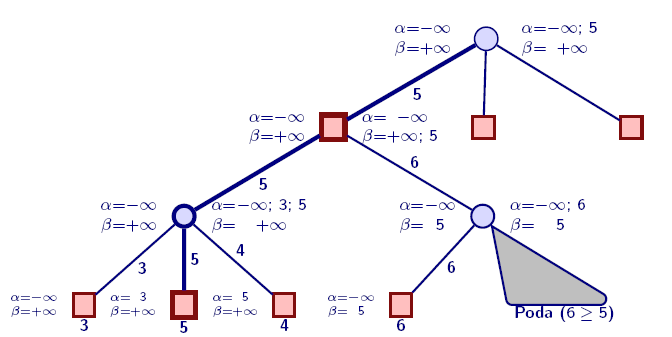 α=−∞
β=+∞
α=−∞; 5
β= +∞
5
α=−∞
β=+∞
α= −∞
β=+∞; 5
6
5
α=−∞
β=+∞
α=−∞; 3; 5
β= +∞
α=−∞
β= 5
α=−∞; 6
β= 5
3
5
4
6
α=−∞
β=+∞
α= 3
β=+∞
α= 5
β=+∞
α=−∞
β= 5
3
5
4
6
Poda (6 ≥ 5)